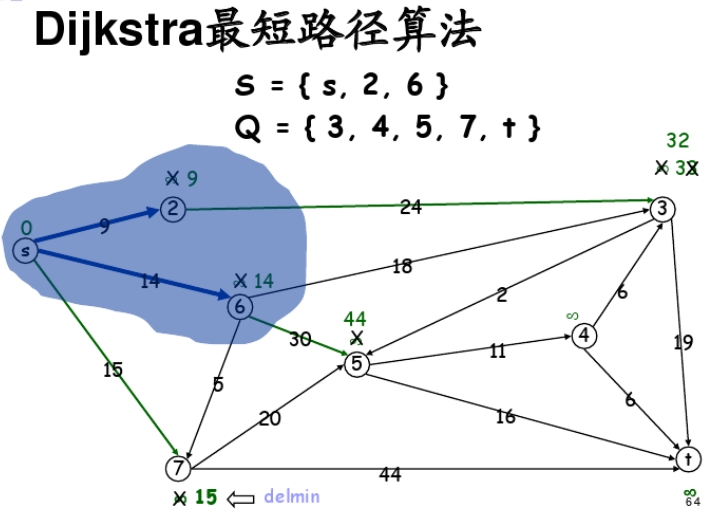 Dijkstra最短路径算法
S = { s, 2, 6 }
Q = { 3, 4, 5, 7, t }
32
X 9
X 33 X
2
24
3
0
9
s
18
14
X 14
6
2
6
∞
44
X
4
30
5
11
19
15
5
20
16
6
7
44
t
X 15
delmin
∞
64